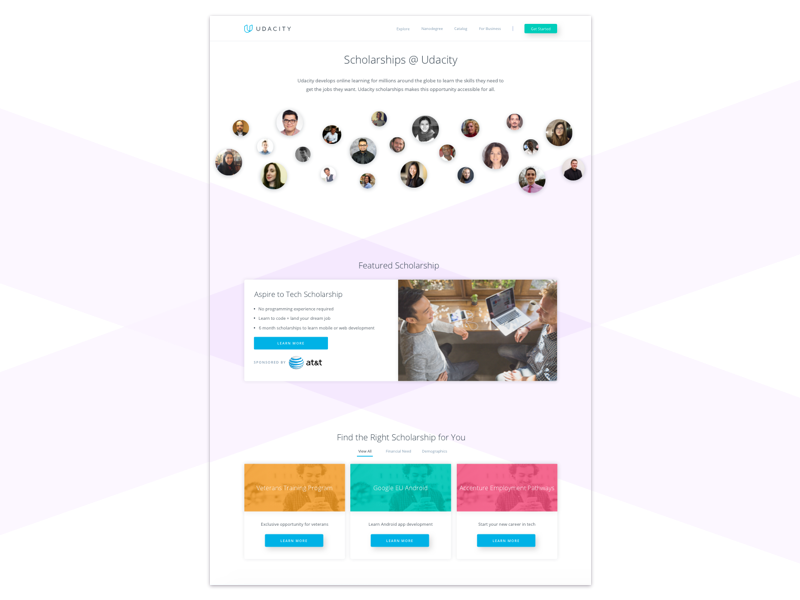 UDACITY
Explore Nanodegree Catalog For Business Get Started
Scholarships @ Udacity
Udacity develops online learning for millions around the globe to learn the skills they need to
get the jobs they want. Udacity scholarships makes this opportunity accessible for all.
Featured Scholarship
Aspire to Tech Scholarship
• No programming experience required
• Learn to code + land your dream job
• 9-month scholarships to learn mobile or web development
LEARN MORE
SPONSORED BY at&t
Find the Right Scholarship for You
View All Financial Need Demographics
Veterans Training Program
Google EU Android
Accenture Employment Pathways
Exclusive opportunity for veterans
Learn Android app development
Start your new career in tech
LEARN MORE
LEARN MORE
LEARN MORE